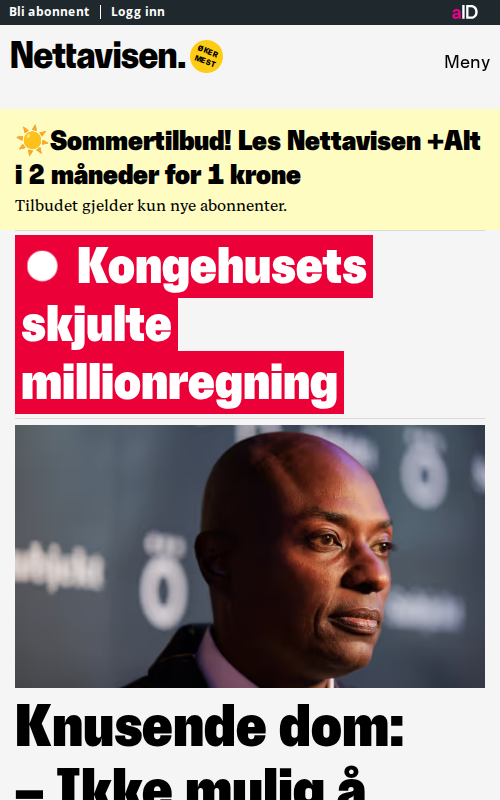 Bli abonnent | Logg inn
aID
Nettavisen.
ØKER
MEST
Meny
☀️Sommertilbud! Les Nettavisen +Alt
i 2 måneder for 1 krone
Tilbudet gjelder kun nye abonnenter.
Kongehusets
skjulte
millionregning
Knusende dom:
– Ikke mulig å